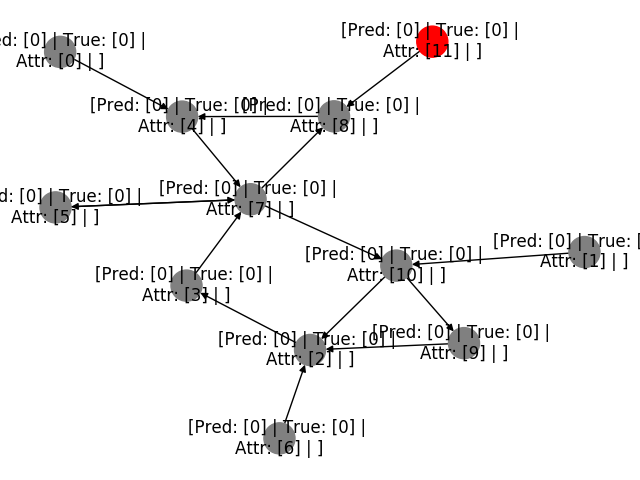 [Pred: [0] | True: [0] |
Attr: [11] | ]
ed: [0] | True: [0] |
Attr: [0] | ]
[Pred: [0] | True: [0] |
Attr: [4] | ]
[Pred: [0] | True: [0] |
Attr: [8] | ]
[Pred: [0] | True: [0] |
Attr: [7] | ]
d: [0] | True: [0] |
Attr: [5] | ]
[Pred: [0] | True: [
Attr: [1] | ]
[Pred: [0] | True: [0] |
Attr: [10] | ]
[Pred: [0] | True: [0] |
Attr: [3] | ]
[Pred: [0] | True: [0] |
Attr: [9] | ]
[Pred: [0] | True: [0] |
Attr: [2] | ]
[Pred: [0] | True: [0] |
Attr: [6] | ]